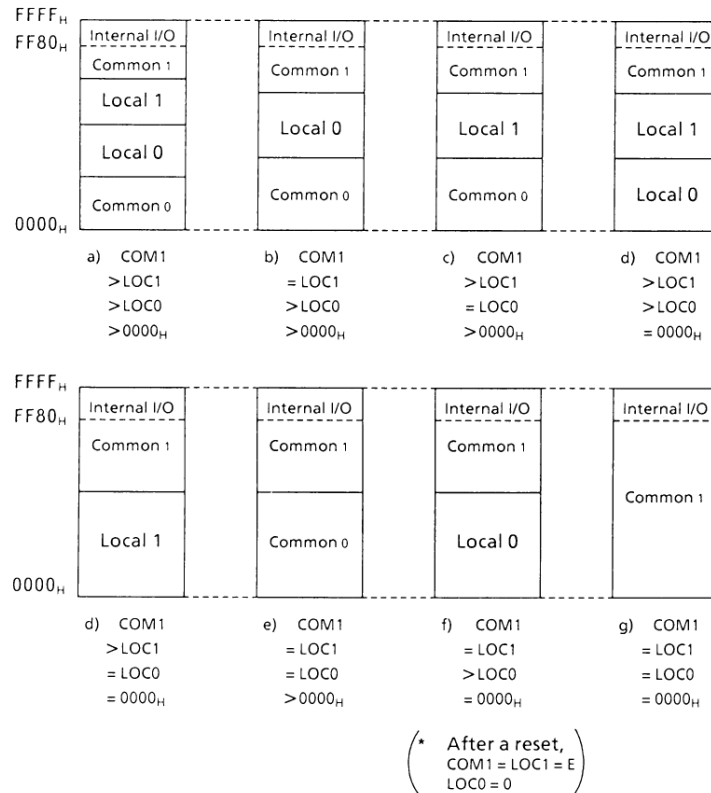 FFFFH
FF80H
Internal I/O
Common 1
Local 1
Local 0
Common 0
Internal I/O
Common 1
Local 0
Common 0
Internal I/O
Common 1
Local 1
Common 0
Internal I/O
Common 1
Local 1
Local 0
0000H
a) COM1
>LOC1
>LOC0
>0000H
b) COM1
= LOC1
>LOC0
>0000H
c) COM1
>LOC1
= LOC0
>0000H
d) COM1
>LOC1
>LOC0
= 0000H
FFFFH
FF80H
Internal I/O
Common 1
Local 1
Internal I/O
Common 1
Common 0
Internal I/O
Common 1
Local 0
Internal I/O
Common 1
0000H
d) COM1
>LOC1
= LOC0
= 0000H
e) COM1
= LOC1
= LOC0
>0000H
f) COM1
= LOC1
>LOC0
= 0000H
g) COM1
= LOC1
= LOC0
= 0000H
(* After a reset,
COM1 = LOC1 = E
LOC0 = 0)